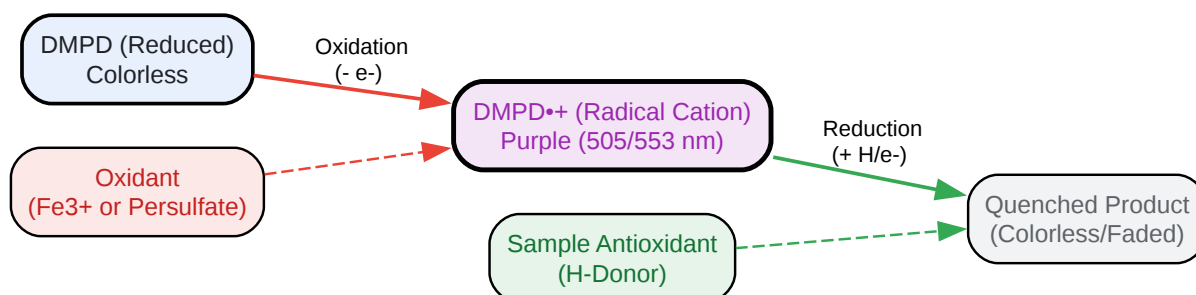 DMPD (Reduced)
Colorless
Oxidation
(- e-)
DMPD•+ (Radical Cation)
Purple (505/553 nm)
Oxidant
(Fe3+ or Persulfate)
Reduction
(+ H/e-)
Sample Antioxidant
(H-Donor)
Quenched Product
(Colorless/Faded)